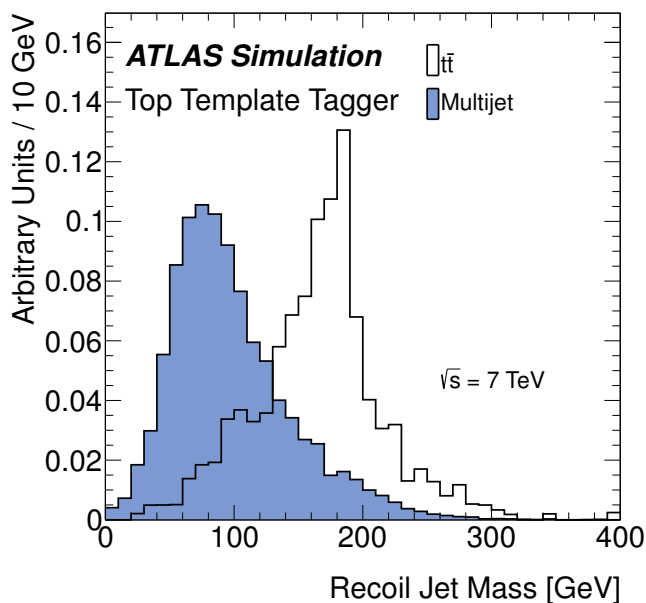 ATLAS Simulation
Top Template Tagger
tt̄
Multijet
√s = 7 TeV
Arbitrary Units / 10 GeV
0.16
0.14
0.12
0.1
0.08
0.06
0.04
0.02
0
0 100 200 300 400
Recoil Jet Mass [GeV]